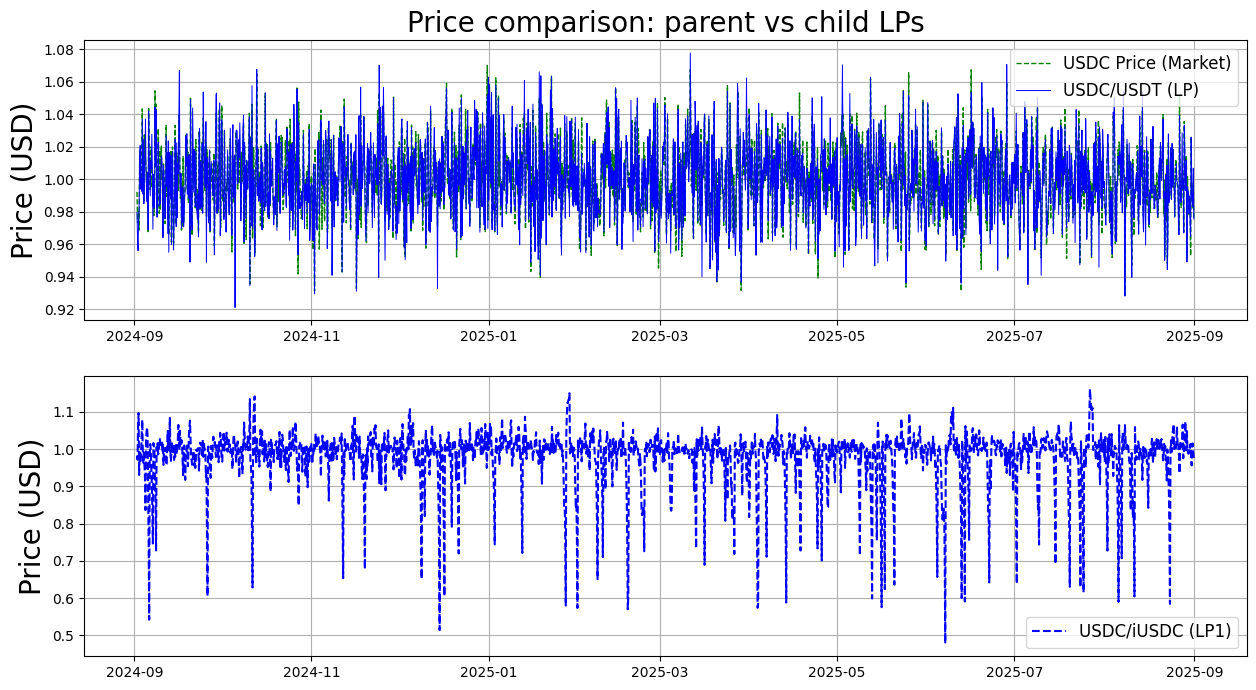 Price comparison: parent vs child LPs
Price (USD)
1.08
1.06
1.04
1.02
1.00
0.98
0.96
0.94
0.92
USDC Price (Market)
USDC/USDT (LP)
2024-09 2024-11 2025-01 2025-03 2025-05 2025-07 2025-09
Price (USD)
1.1
1.0
0.9
0.8
0.7
0.6
0.5
USDC/iUSDC (LP1)
2024-09 2024-11 2025-01 2025-03 2025-05 2025-07 2025-09